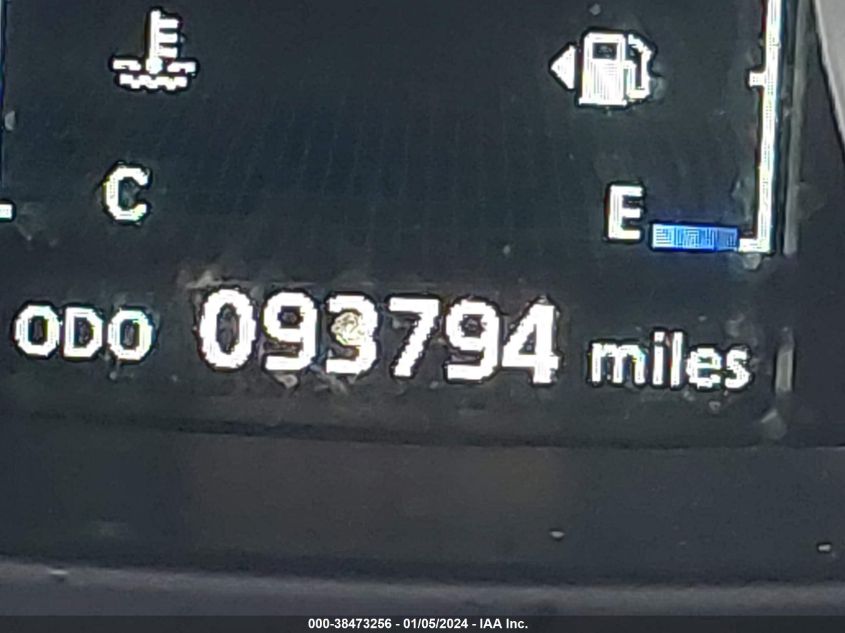 C
E
ODO 093794 miles
000-38473256 - 01/05/2024 - IAA Inc.